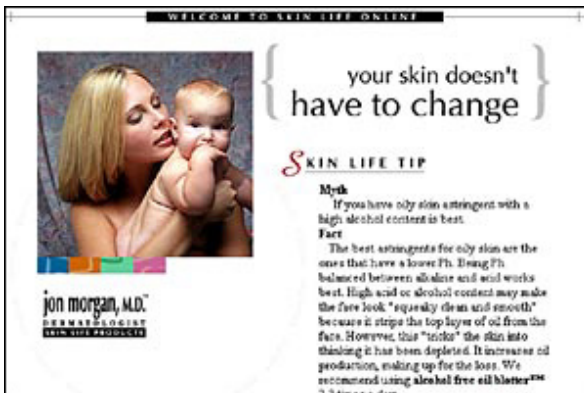 WELCOME TO SKIN LIFE ONLINE
{ your skin doesn't
have to change }
SKIN LIFE TIP
Myth
If you have oily skin astringent with a
high alcohol content is best.
Fact
The best astringents for oily skin are the
ones that have a lower Ph. Being Ph
balanced between alkaline and acid works
best. High acid or alcohol content may make
the face look "squeaky clean and smooth"
because it strips the top layer of oil from the
face. However, this "tricks" the skin into
thinking it has been depleted. It increases oil
production, making up for the loss. We
recommend using alcohol free oil blotter™
jon morgan, M.D.™
DERMATOLOGIST
SKIN LIFE PRODUCTS